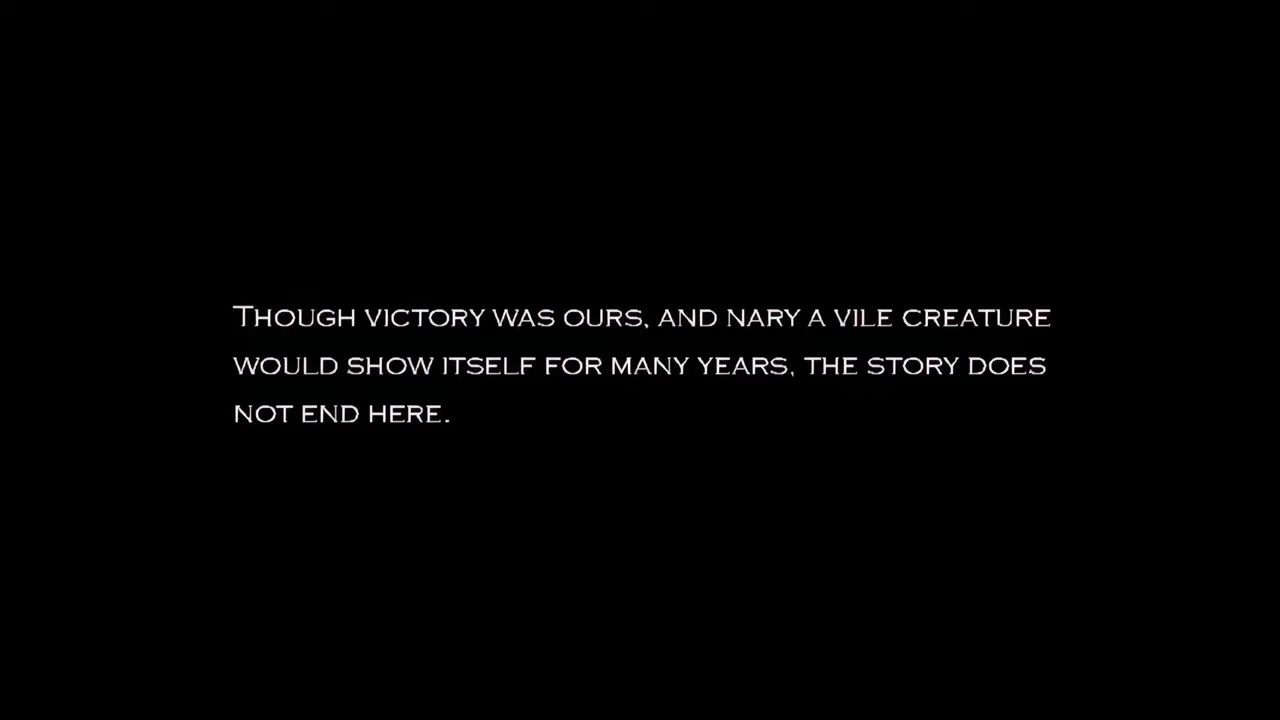 Though victory was ours, and nary a vile creature
would show itself for many years, the story does
not end here.